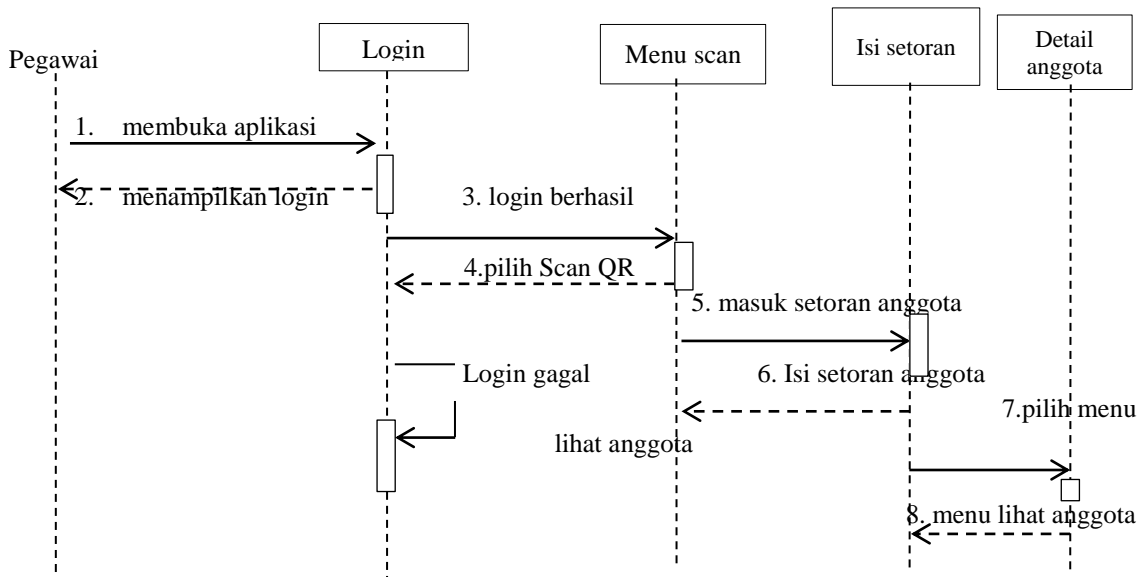 Pegawai
Login
Menu scan
Isi setoran
Detail
anggota
1. membuka aplikasi
2. menampilkan login
3. login berhasil
4.pilih Scan QR
5. masuk setoran anggota
Login gagal
6. Isi setoran anggota
7.pilih menu
lihat anggota
8. menu lihat anggota